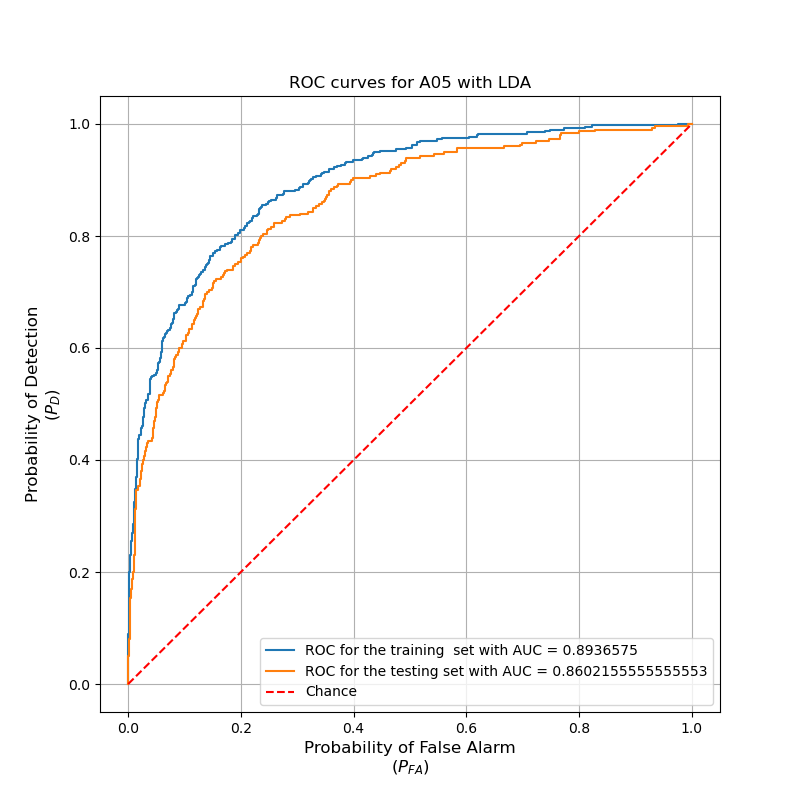 ROC curves for A05 with LDA
1.0
0.8
0.6
0.4
0.2
0.0
Probability of Detection
(P_D)
0.0 0.2 0.4 0.6 0.8 1.0
Probability of False Alarm
(P_{FA})
ROC for the training  set with AUC = 0.8936575
ROC for the testing set with AUC = 0.8602155555555553
Chance